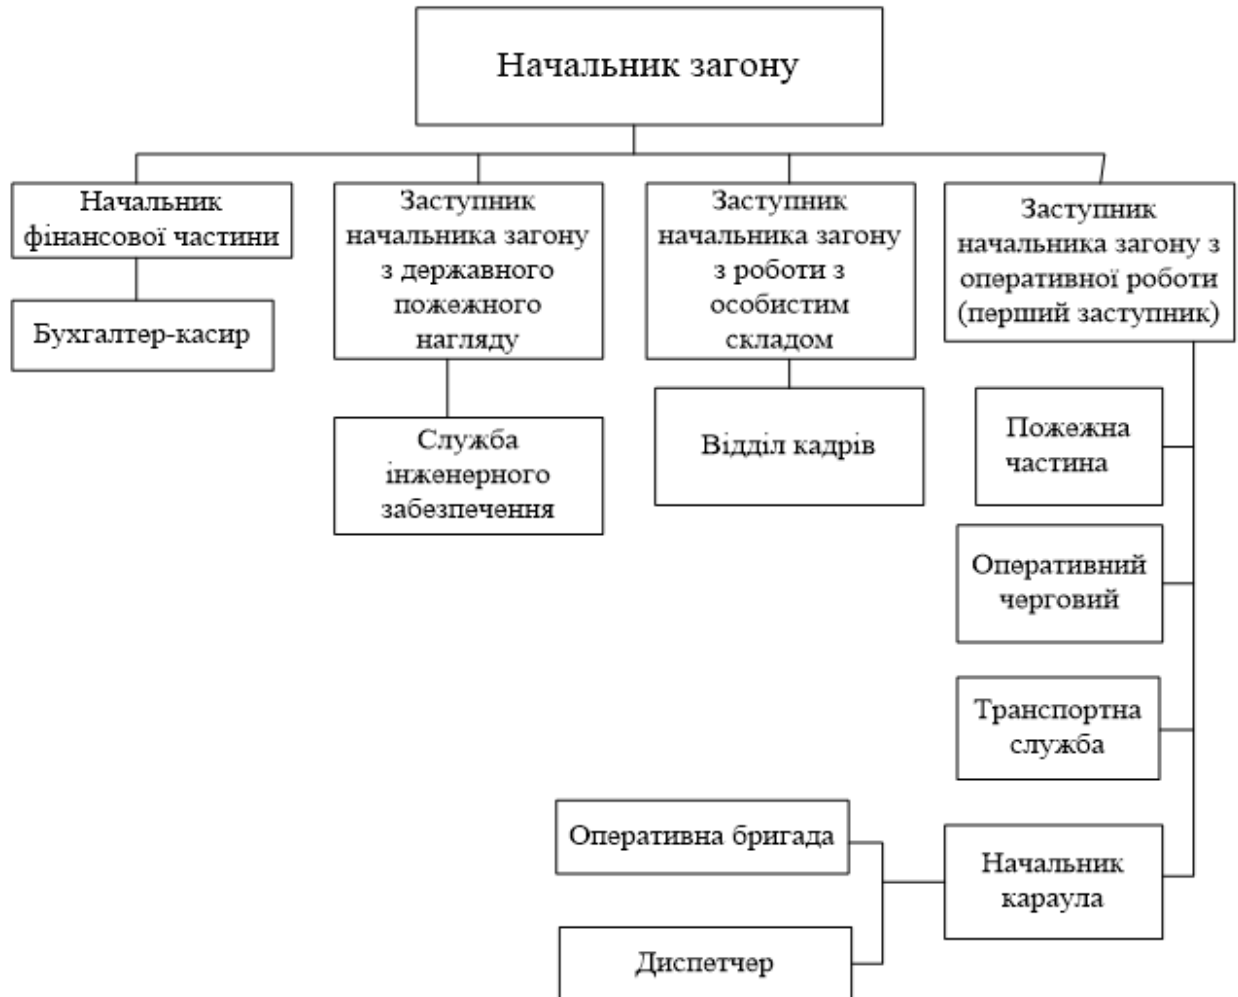 Начальник загону
Начальник
фінансової частини
Бухгалтер-касир
Заступник
начальника загону
з державного
пожежного
нагляду
Служба
інженерного
забезпечення
Заступник
начальника загону
з роботи з
особистим
складом
Відділ кадрів
Заступник
начальника загону з
оперативної роботи
(перший заступник)
Пожежна
частина
Оперативний
черговий
Транспортна
служба
Начальник
караула
Оперативна бригада
Диспетчер